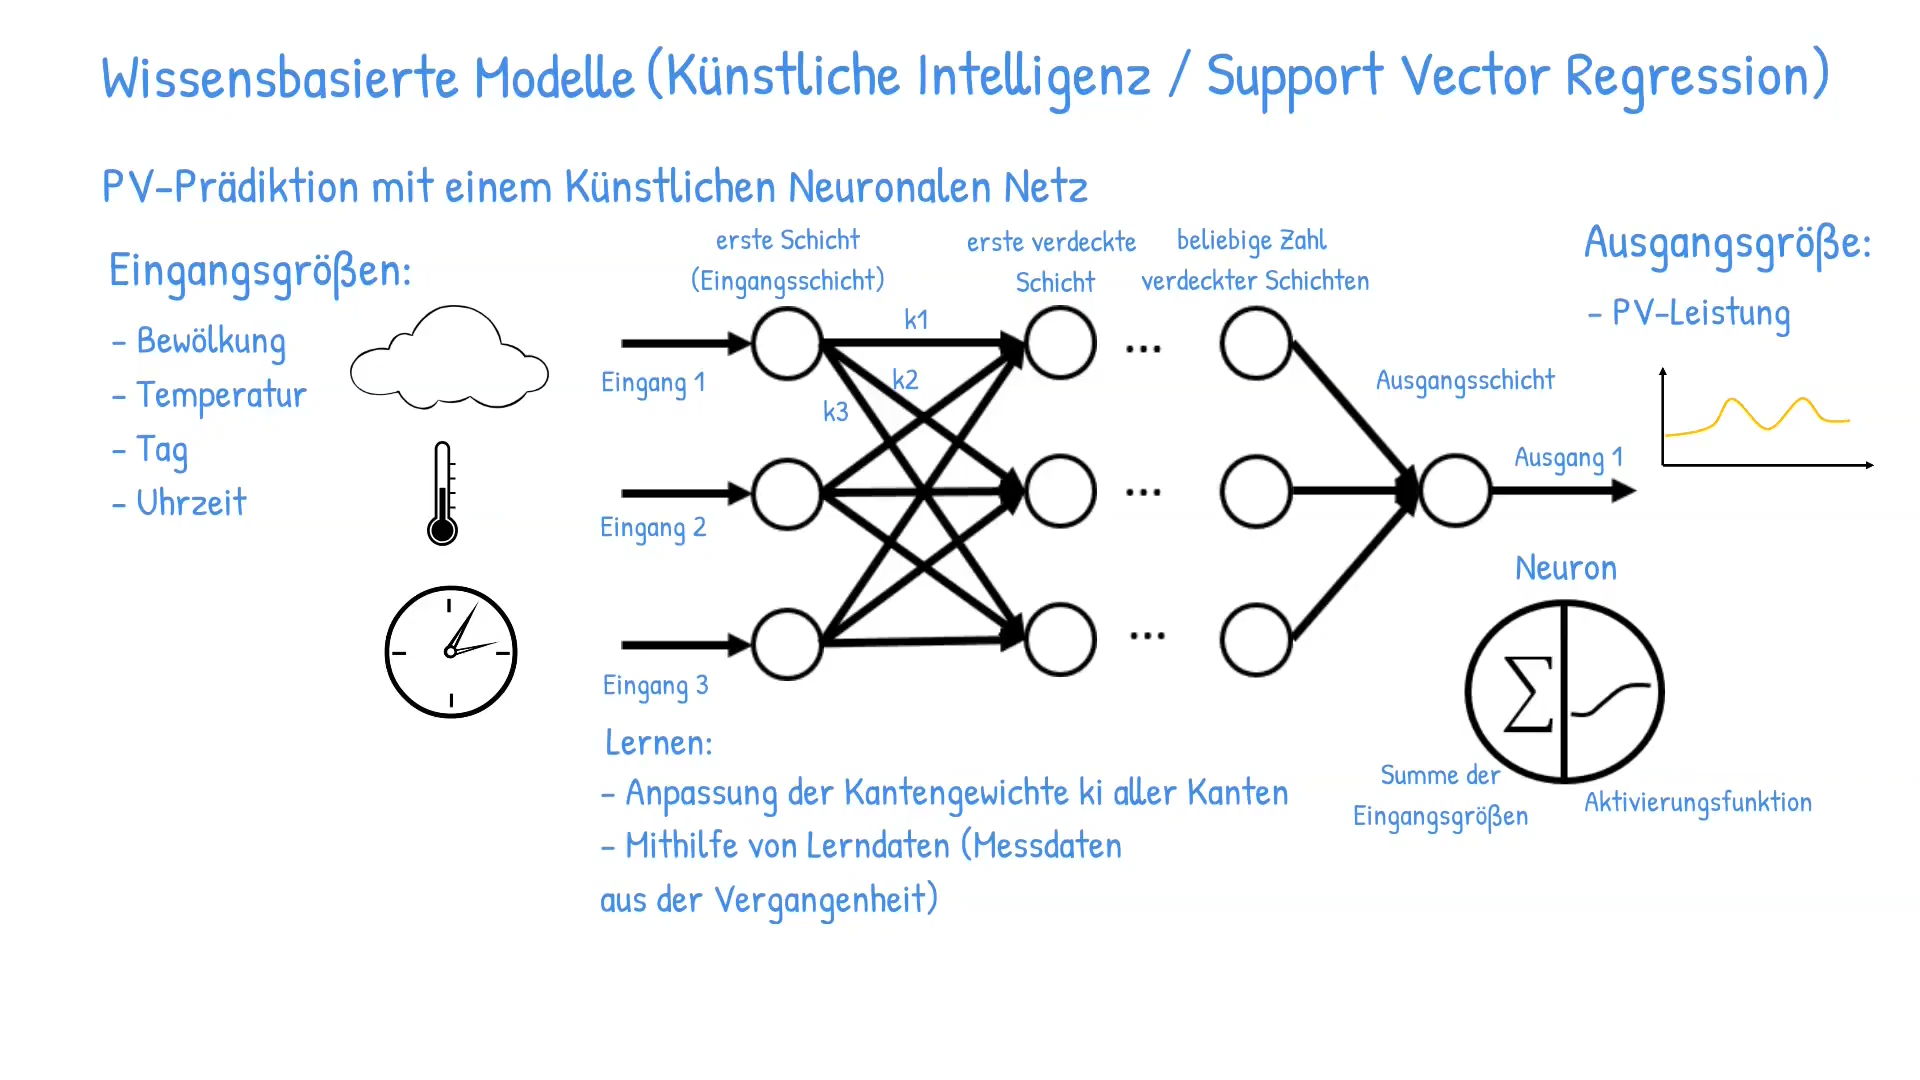 Wissensbasierte Modelle (Künstliche Intelligenz / Support Vector Regression)
PV-Prädiktion mit einem Künstlichen Neuronalen Netz
Eingangsgrößen:
- Bewölkung
- Temperatur
- Tag
- Uhrzeit
erste Schicht
(Eingangsschicht)
erste verdeckte
Schicht
beliebige Zahl
verdeckter Schichten
Eingang 1
Eingang 2
Eingang 3
k1
k2
k3
...
...
...
Ausgangsschicht
Ausgang 1
Ausgangsgröße:
- PV-Leistung
Neuron
Σ
Summe der
Eingangsgrößen
Aktivierungsfunktion
Lernen:
- Anpassung der Kantengewichte ki aller Kanten
- Mithilfe von Lerndaten (Messdaten
aus der Vergangenheit)